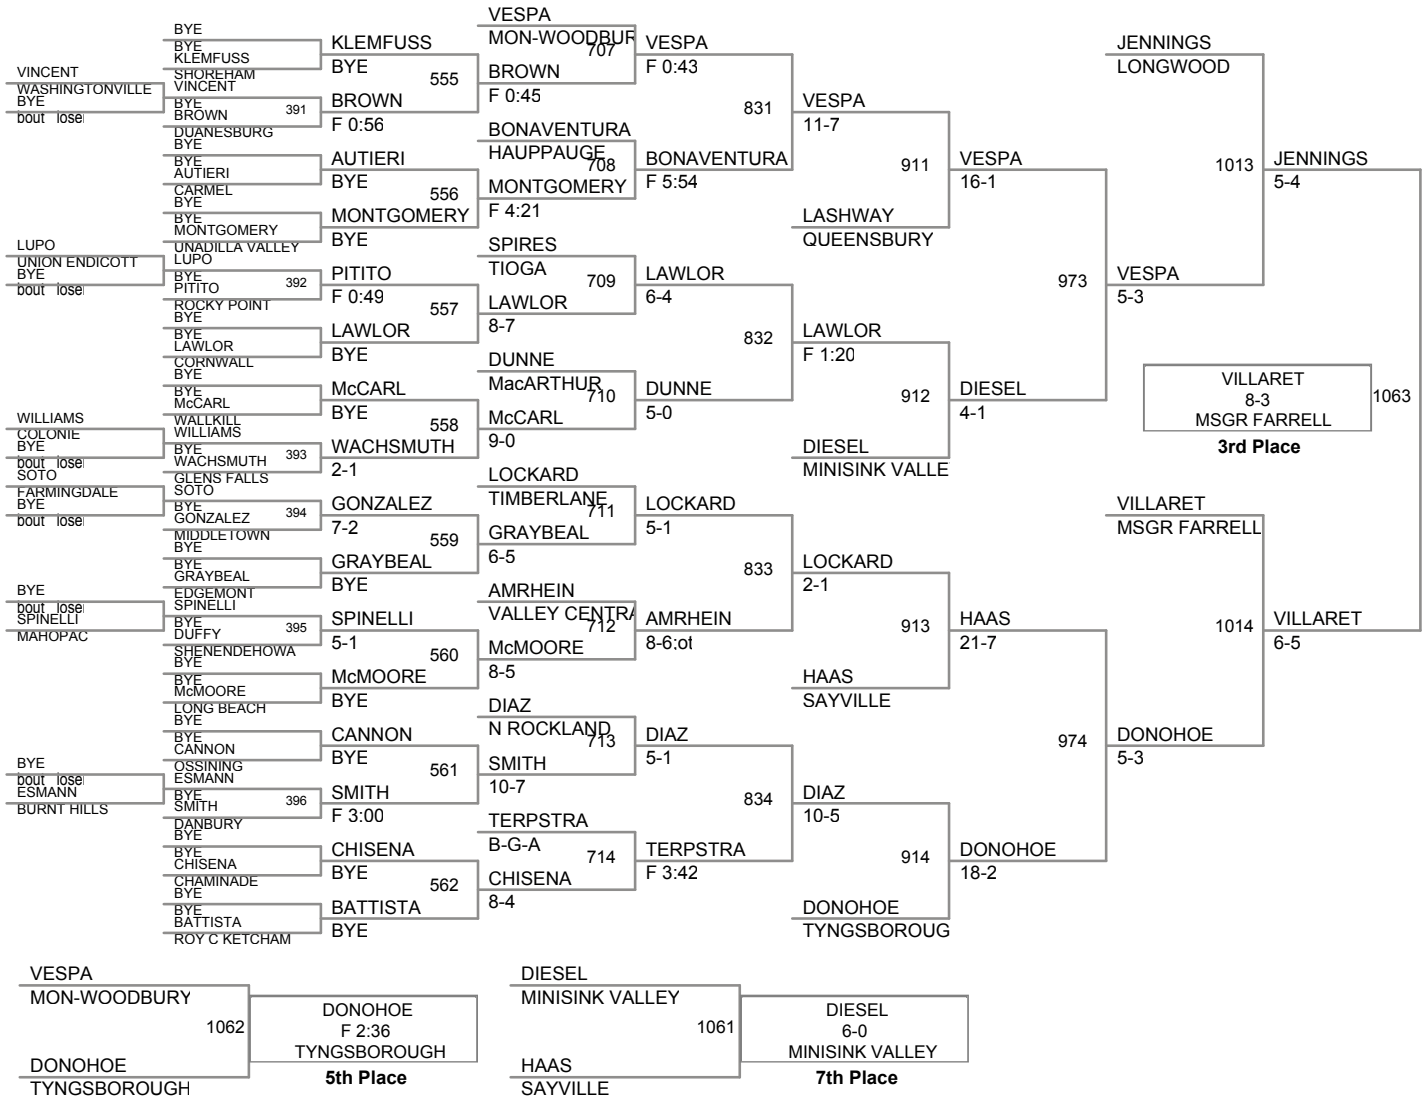 VINCENT
WASHINGTONVILLE
BYE
bout loser
LUPO
UNION ENDICOTT
BYE
bout loser
WILLIAMS
COLONIE
BYE
bout loser
SOTO
FARMINGDALE
BYE
bout loser
BYE
bout loser
SPINELLI
MAHOPAC
BYE
bout loser
ESMANN
BURNT HILLS
BYE
BYE
KLEMFUSS
SHOREHAM
VINCENT
BYE
BROWN
391
DUANESBURG
BYE
BYE
AUTIERI
CARMEL
BYE
BYE
MONTGOMERY
UNADILLA VALLEY
LUPO
BYE
PITITO
392
ROCKY POINT
BYE
BYE
LAWLOR
CORNWALL
BYE
BYE
McCARL
WALLKILL
WILLIAMS
BYE
WACHSMUTH
393
GLENS FALLS
SOTO
BYE
GONZALEZ
394
MIDDLETOWN
BYE
BYE
GRAYBEAL
EDGEMONT
SPINELLI
BYE
DUFFY
395
SHENENDEHOWA
BYE
BYE
McMOORE
LONG BEACH
BYE
BYE
CANNON
OSSINING
ESMANN
BYE
SMITH
396
DANBURY
BYE
BYE
CHISENA
CHAMINADE
BYE
BYE
BATTISTA
ROY C KETCHAM
KLEMFUSS
BYE
555
BROWN
F 0:56
AUTIERI
BYE
556
MONTGOMERY
BYE
PITITO
F 0:49
557
LAWLOR
BYE
McCARL
BYE
558
WACHSMUTH
2-1
GONZALEZ
7-2
559
GRAYBEAL
BYE
SPINELLI
5-1
560
McMOORE
BYE
CANNON
BYE
561
SMITH
F 3:00
CHISENA
BYE
562
BATTISTA
BYE
VESPA
MON-WOODBUR
707
BROWN
F 0:45
BONAVENTURA
HAUPPAUGE
708
MONTGOMERY
F 4:21
SPIRES
TIOGA
709
LAWLOR
8-7
DUNNE
MacARTHUR
710
McCARL
9-0
LOCKARD
TIMBERLANE
711
GRAYBEAL
6-5
AMRHEIN
VALLEY CENTRA
712
McMOORE
8-5
DIAZ
N ROCKLAND
713
SMITH
10-7
TERPSTRA
B-G-A
714
CHISENA
8-4
VESPA
F 0:43
831
BONAVENTURA
F 5:54
LAWLOR
6-4
832
DUNNE
5-0
LOCKARD
5-1
833
AMRHEIN
8-6:ot
DIAZ
5-1
834
TERPSTRA
F 3:42
VESPA
11-7
911
LASHWAY
QUEENSBURY
LAWLOR
F 1:20
912
DIESEL
MINISINK VALLE
LOCKARD
2-1
913
HAAS
SAYVILLE
DIAZ
10-5
914
DONOHOE
TYNGSBOROUG
VESPA
16-1
973
DIESEL
4-1
HAAS
21-7
974
DONOHOE
18-2
JENNINGS
LONGWOOD
1013
VESPA
5-3
VILLARET
MSGR FARRELL
1014
DONOHOE
5-3
JENNINGS
5-4
VILLARET
6-5
VILLARET
8-3
MSGR FARRELL
1063
3rd Place
VESPA
MON-WOODBURY
1062
DONOHOE
TYNGSBOROUGH
DONOHOE
F 2:36
TYNGSBOROUGH
5th Place
DIESEL
MINISINK VALLEY
1061
HAAS
SAYVILLE
DIESEL
6-0
MINISINK VALLEY
7th Place